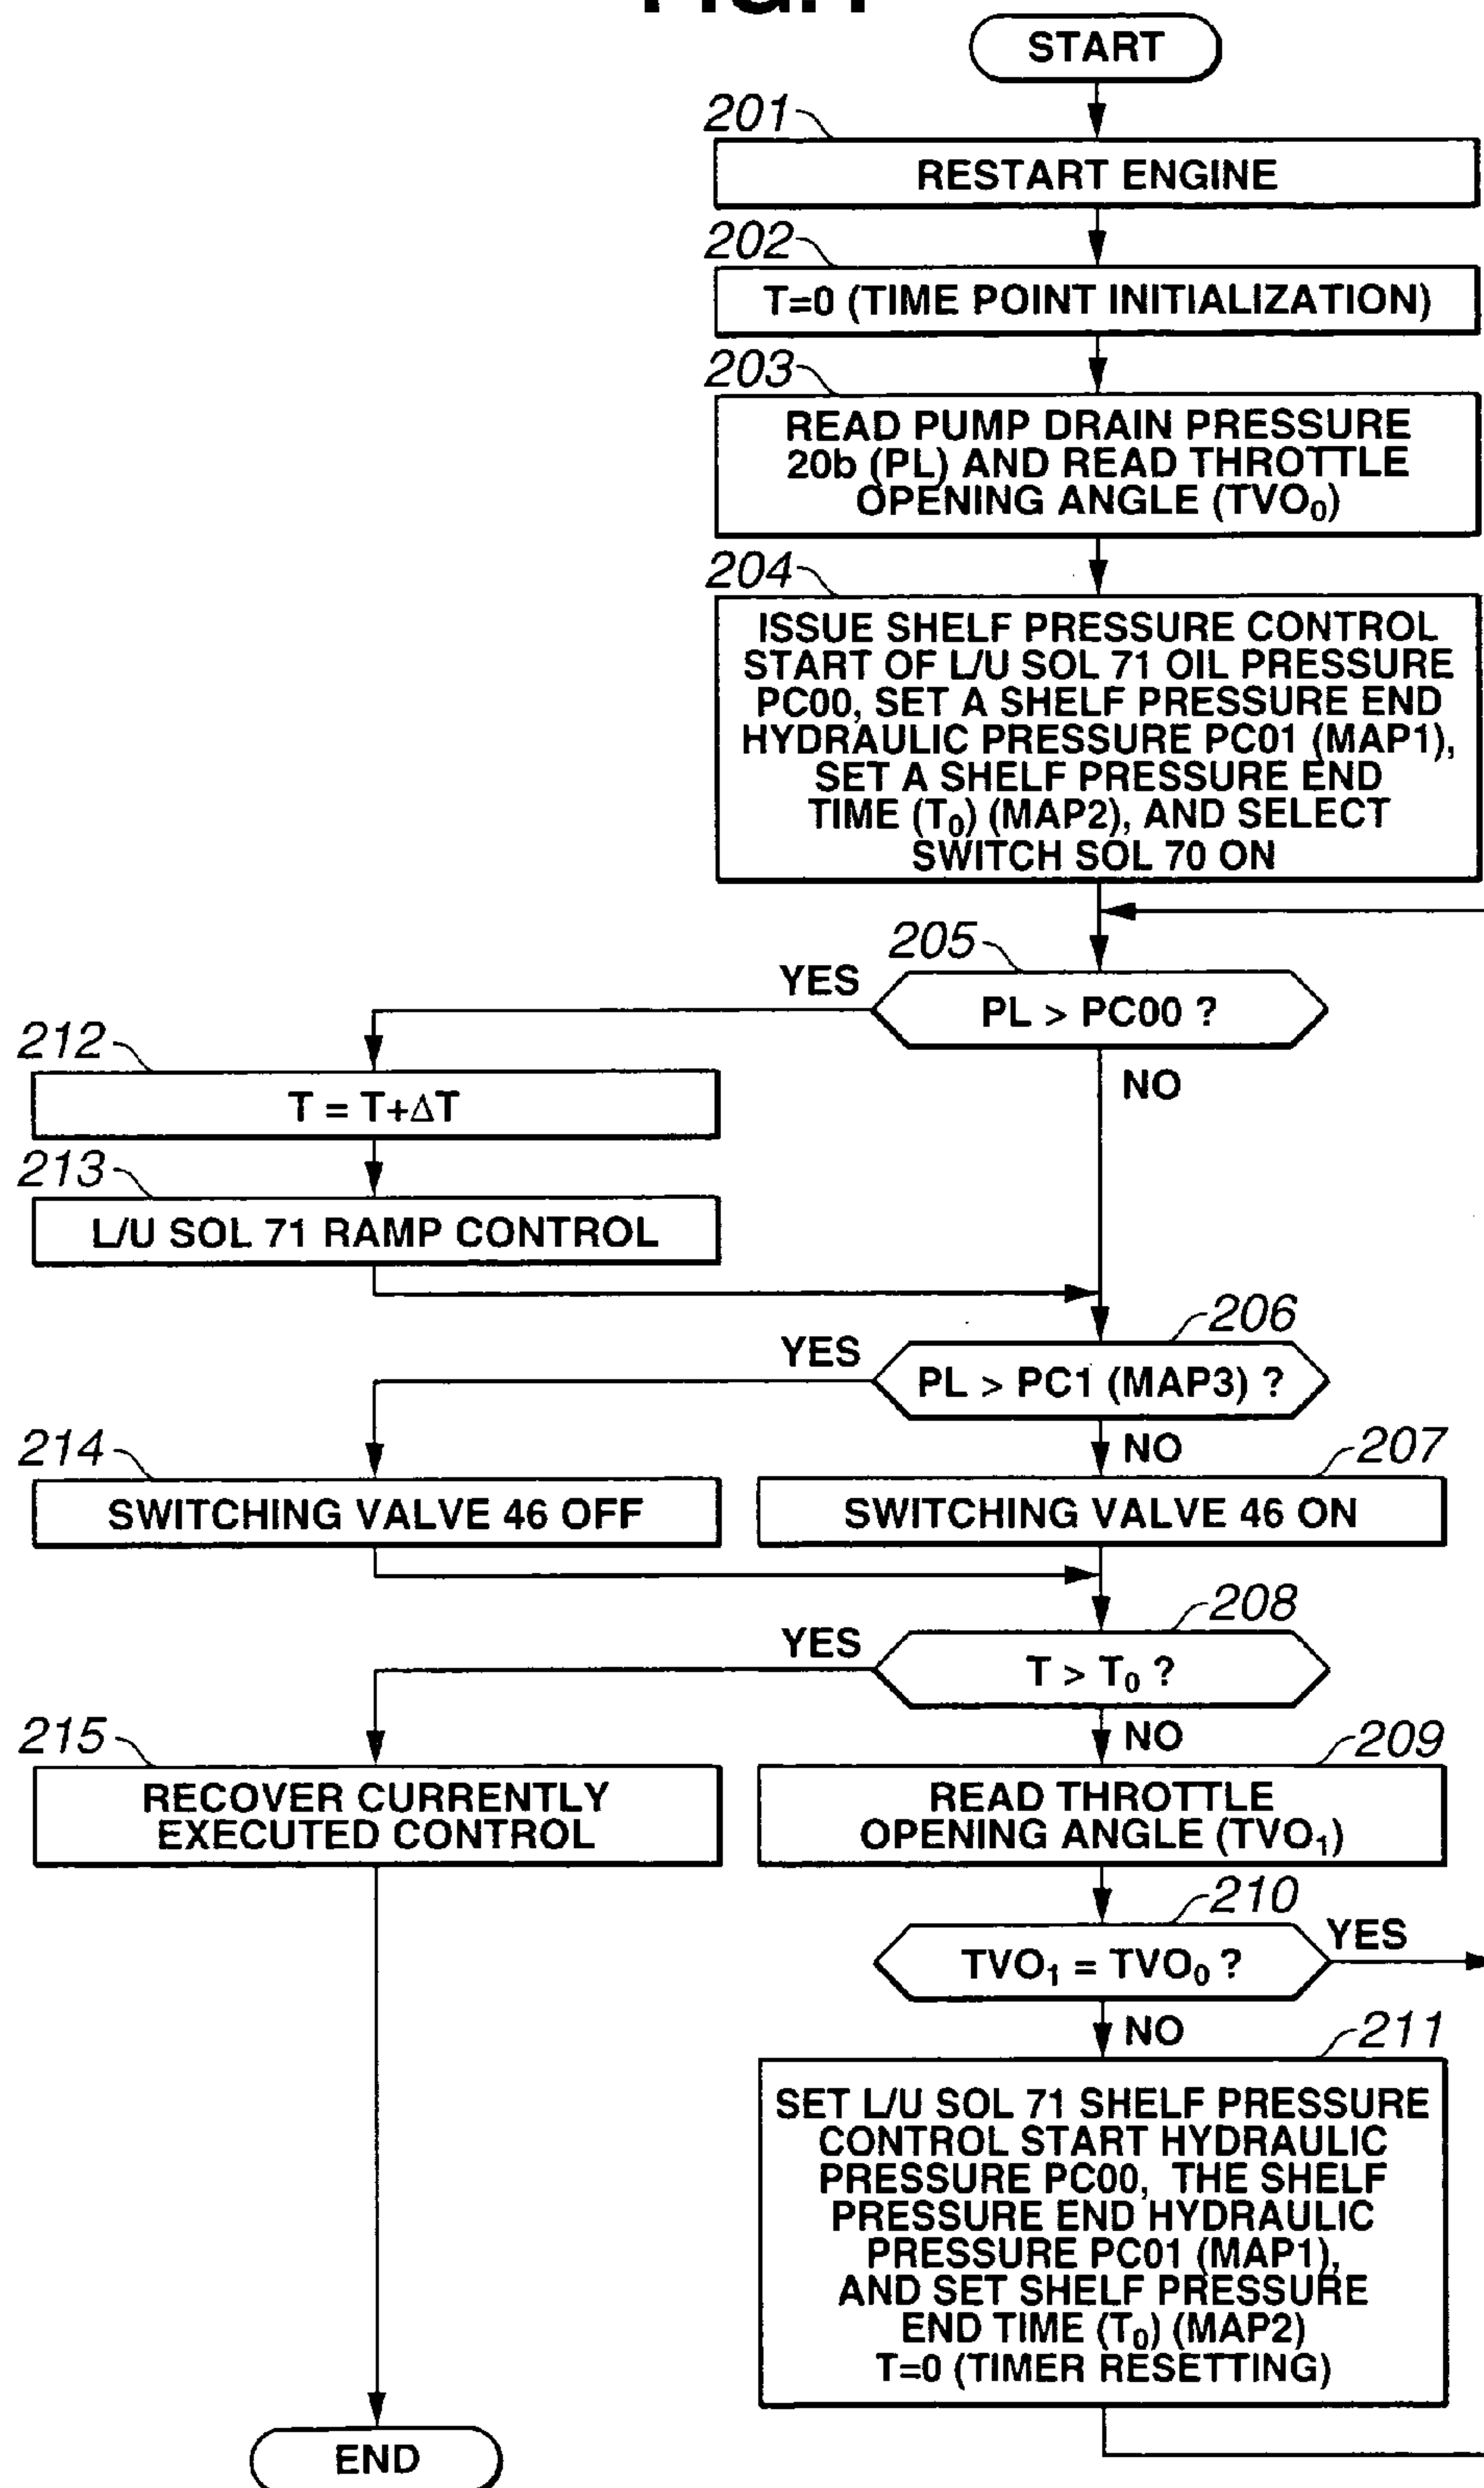 START
201
RESTART ENGINE
202
T=0 (TIME POINT INITIALIZATION)
203
READ PUMP DRAIN PRESSURE
20b (PL) AND READ THROTTLE
OPENING ANGLE (TVO₀)
204
ISSUE SHELF PRESSURE CONTROL
START OF L/U SOL 71 OIL PRESSURE
PC00, SET A SHELF PRESSURE END
HYDRAULIC PRESSURE PC01 (MAP1),
SET A SHELF PRESSURE END
TIME (T₀) (MAP2), AND SELECT
SWITCH SOL 70 ON
205
YES
PL > PC00 ?
NO
212
T = T+ΔT
213
L/U SOL 71 RAMP CONTROL
206
YES
PL > PC1 (MAP3) ?
NO
214
SWITCHING VALVE 46 OFF
207
SWITCHING VALVE 46 ON
208
YES
T > T₀ ?
NO
215
RECOVER CURRENTLY
EXECUTED CONTROL
209
READ THROTTLE
OPENING ANGLE (TVO₁)
210
YES
TVO₁ = TVO₀ ?
NO
211
SET L/U SOL 71 SHELF PRESSURE
CONTROL START HYDRAULIC
PRESSURE PC00, THE SHELF
PRESSURE END HYDRAULIC
PRESSURE PC01 (MAP1),
AND SET SHELF PRESSURE
END TIME (T₀) (MAP2)
T=0 (TIMER RESETTING)
END